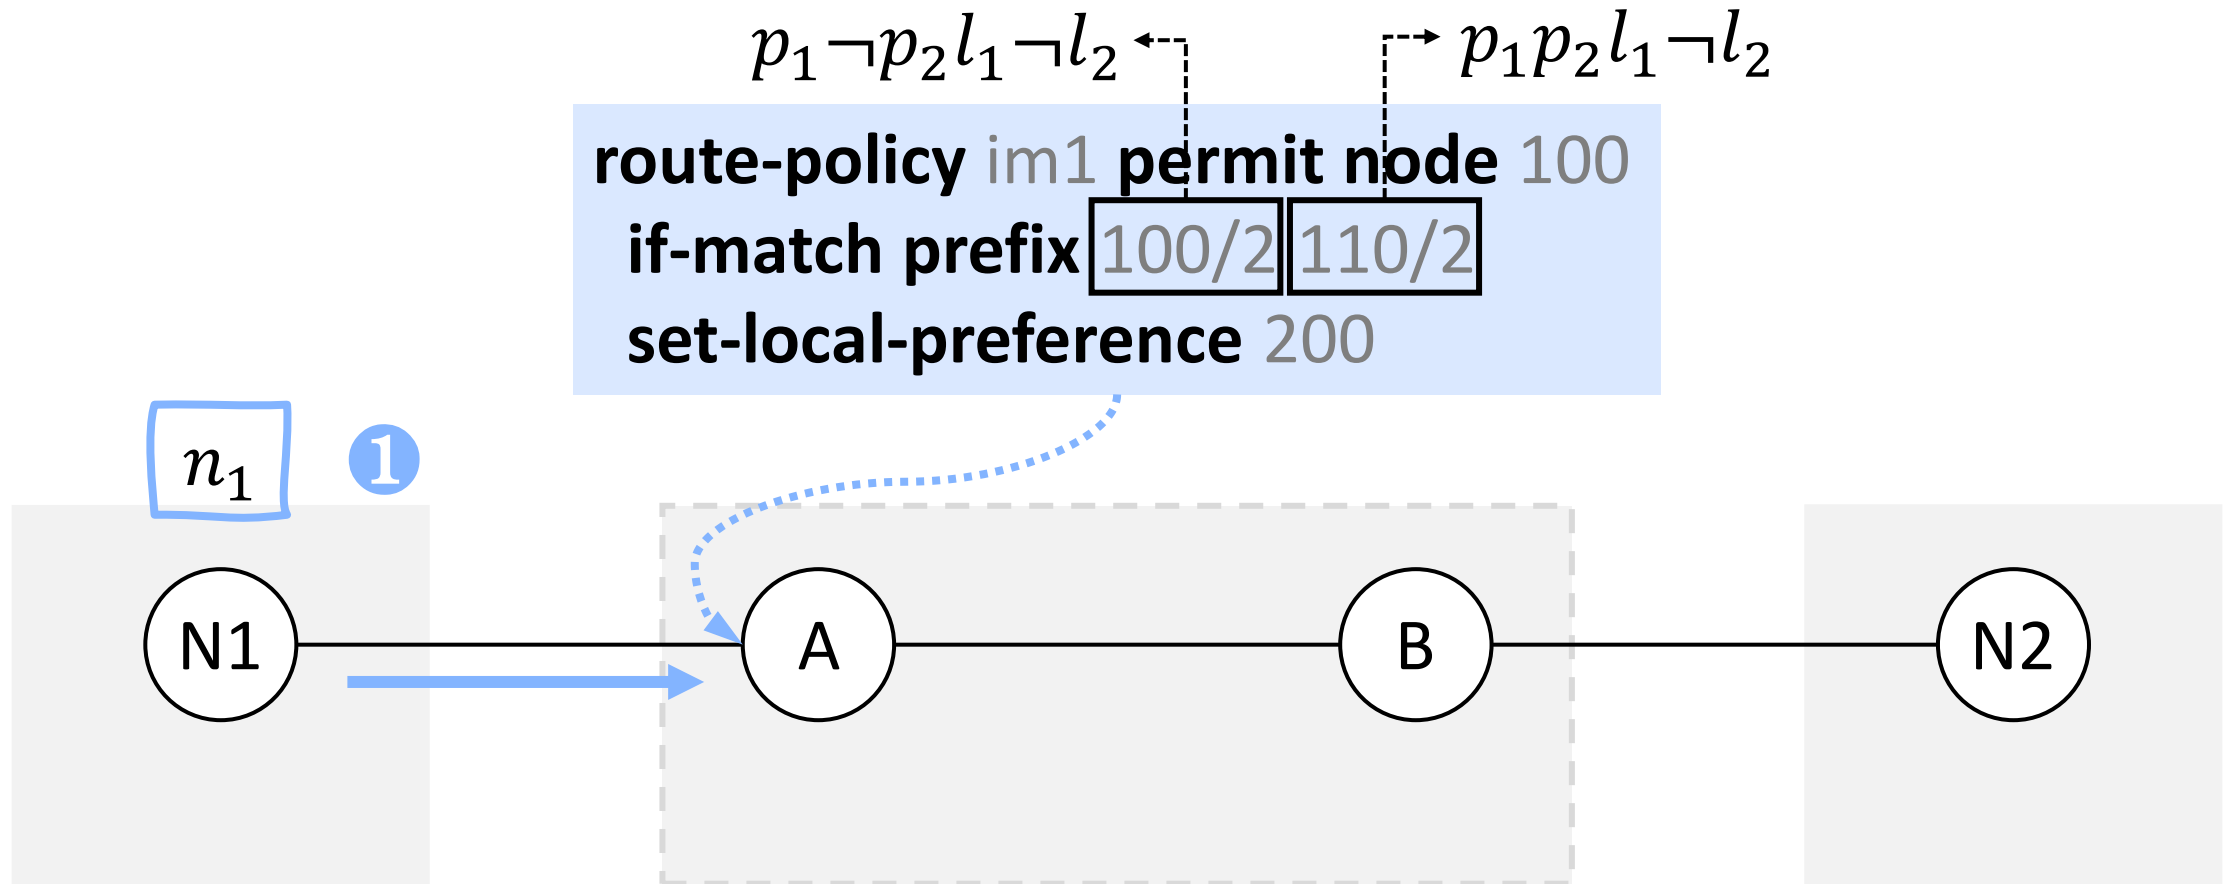 p₁¬p₂l₁¬l₂ p₁p₂l₁¬l₂
route-policy im1 permit node 100
if-match prefix 100/2 110/2
set-local-preference 200
n₁ 1
N1 A B N2